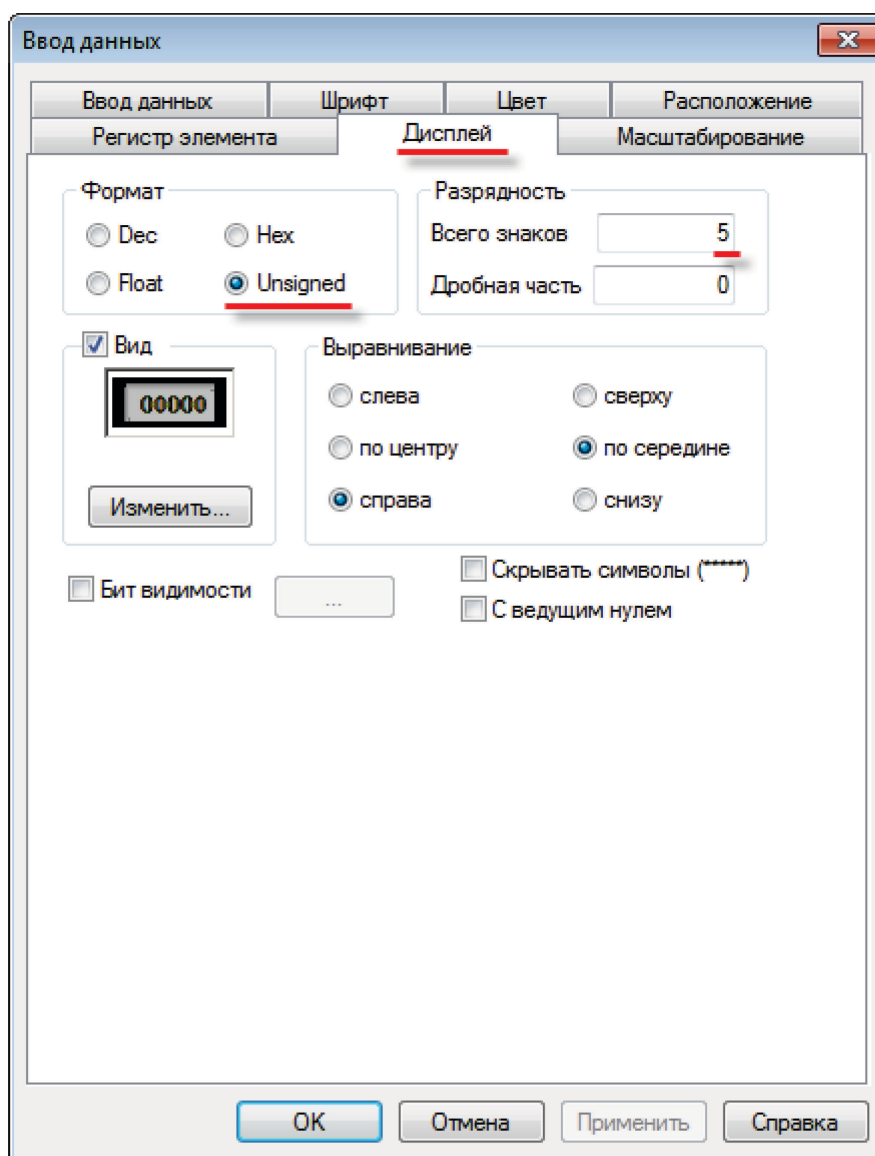 Ввод данных
Ввод данных Шрифт Цвет Расположение
Регистр элемента Дисплей Масштабирование
Формат Разрядность
Dec Hex Всего знаков 5
Float Unsigned Дробная часть 0
Вид Выравнивание
00000 слева сверху
по центру по середине
Изменить... справа снизу
Бит видимости ... Скрывать символы (*****)
С ведущим нулем
OK Отмена Применить Справка